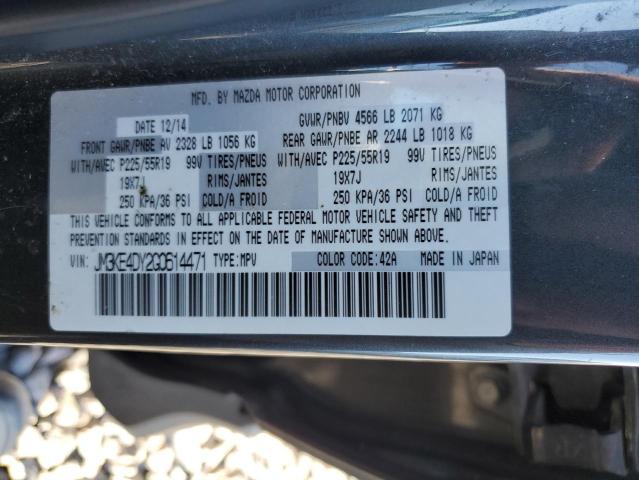 MFD. BY MAZDA MOTOR CORPORATION
DATE 12/14 GVWR/PNBV 4566 LB 2071 KG
FRONT GAWR/PNBE AV 2328 LB 1056 KG REAR GAWR/PNBE AR 2244 LB 1018 KG
WITH/AVEC P225/55R19 99V TIRES/PNEUS WITH/AVEC P225/55R19 99V TIRES/PNEUS
19X7J RIMS/JANTES 19X7J RIMS/JANTES
250 KPA/36 PSI COLD/A FROID 250 KPA/36 PSI COLD/A FROID
THIS VEHICLE CONFORMS TO ALL APPLICABLE FEDERAL MOTOR VEHICLE SAFETY AND THEFT
PREVENTION STANDARDS IN EFFECT ON THE DATE OF MANUFACTURE SHOWN ABOVE.
VIN: JM3KE4DY2G0614471 TYPE:MPV COLOR CODE:42A MADE IN JAPAN